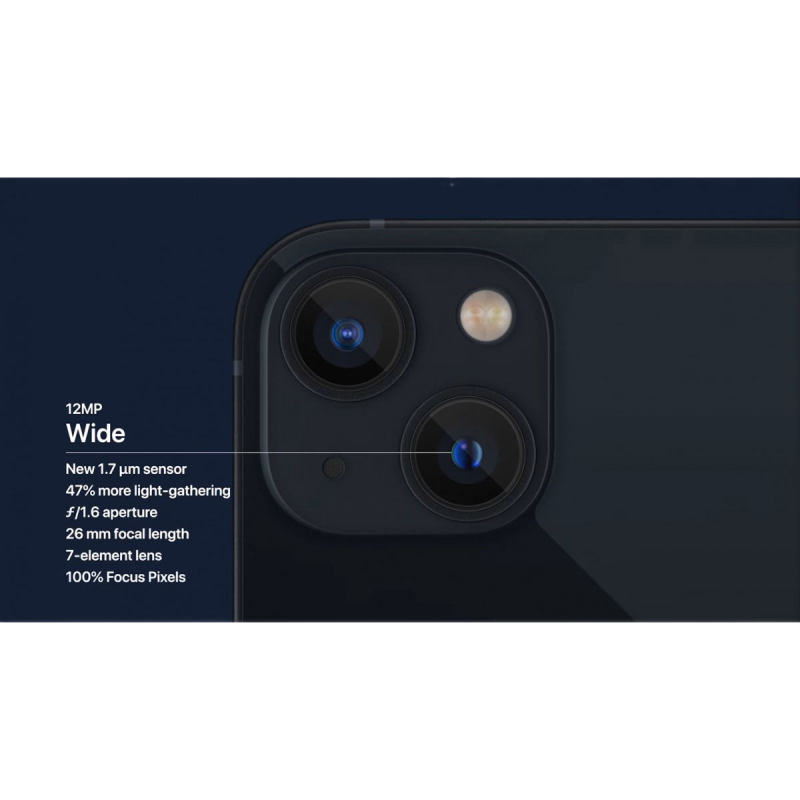 12MP
Wide
New 1.7 µm sensor
47% more light-gathering
ƒ/1.6 aperture
26 mm focal length
7-element lens
100% Focus Pixels